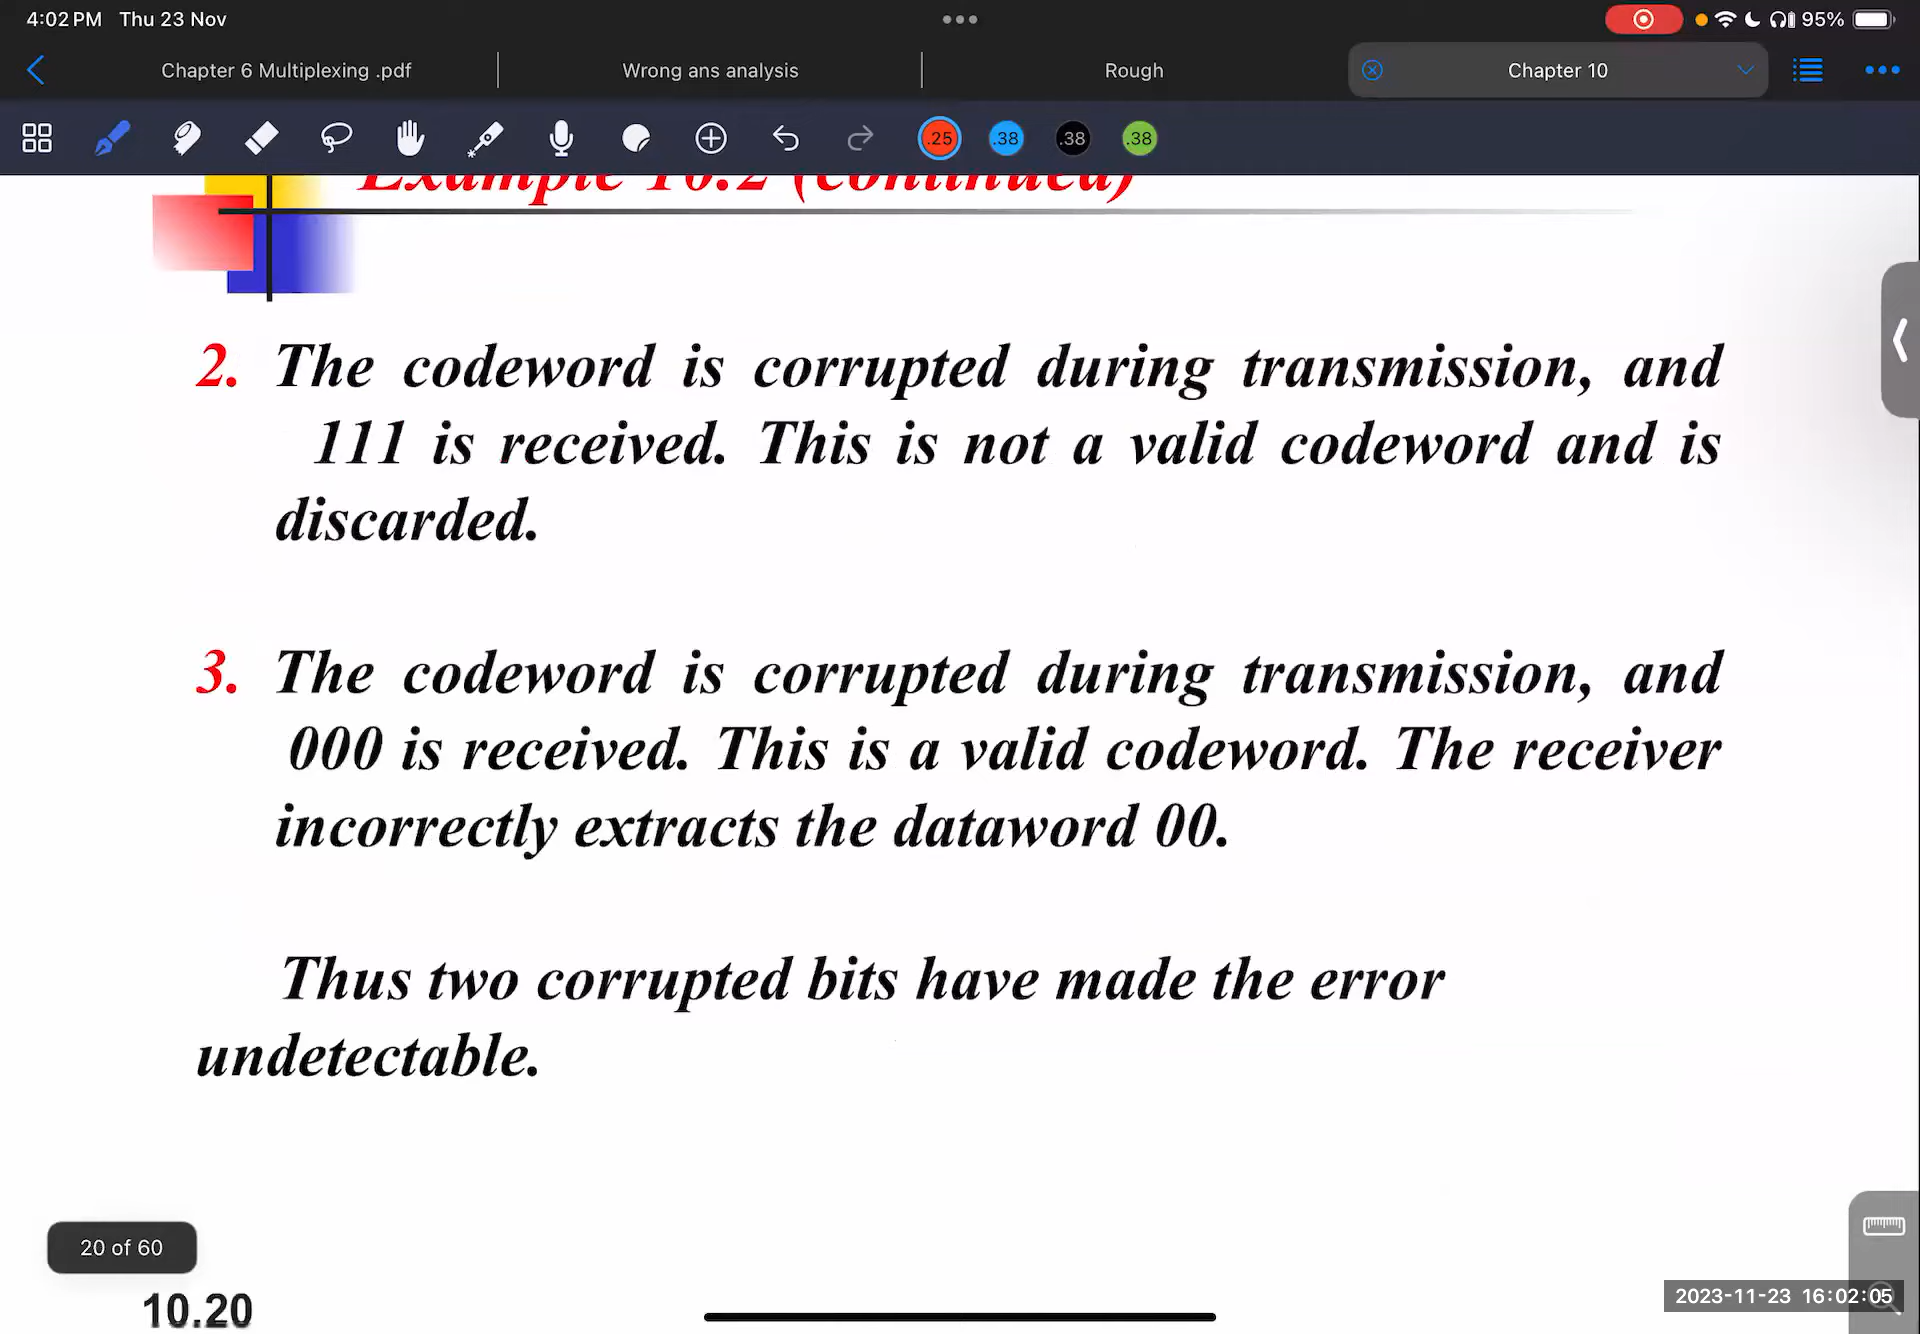 4:02 PM Thu 23 Nov
95%
Chapter 6 Multiplexing .pdf
Wrong ans analysis
Rough
Chapter 10
.25 .38 .38 .38
Example 10.2 (continued)
2. The codeword is corrupted during transmission, and
111 is received. This is not a valid codeword and is
discarded.
3. The codeword is corrupted during transmission, and
000 is received. This is a valid codeword. The receiver
incorrectly extracts the dataword 00.
Thus two corrupted bits have made the error
undetectable.
20 of 60
10.20
2023-11-23 16:02:05